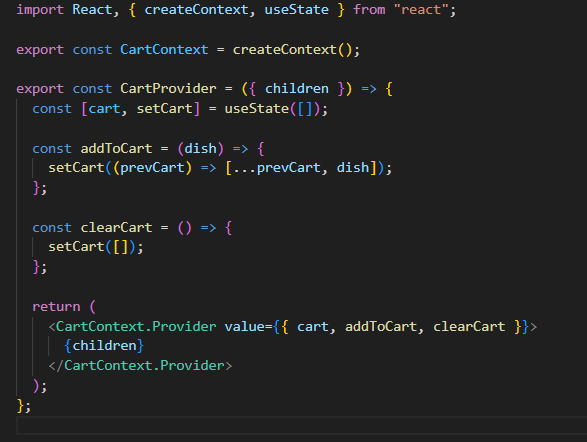 import React, { createContext, useState } from "react";
export const CartContext = createContext();
export const CartProvider = ({ children }) => {
const [cart, setCart] = useState([]);
const addToCart = (dish) => {
setCart((prevCart) => [...prevCart, dish]);
};
const clearCart = () => {
setCart([]);
};
return (
<CartContext.Provider value={{ cart, addToCart, clearCart }}>
{children}
</CartContext.Provider>
);
};